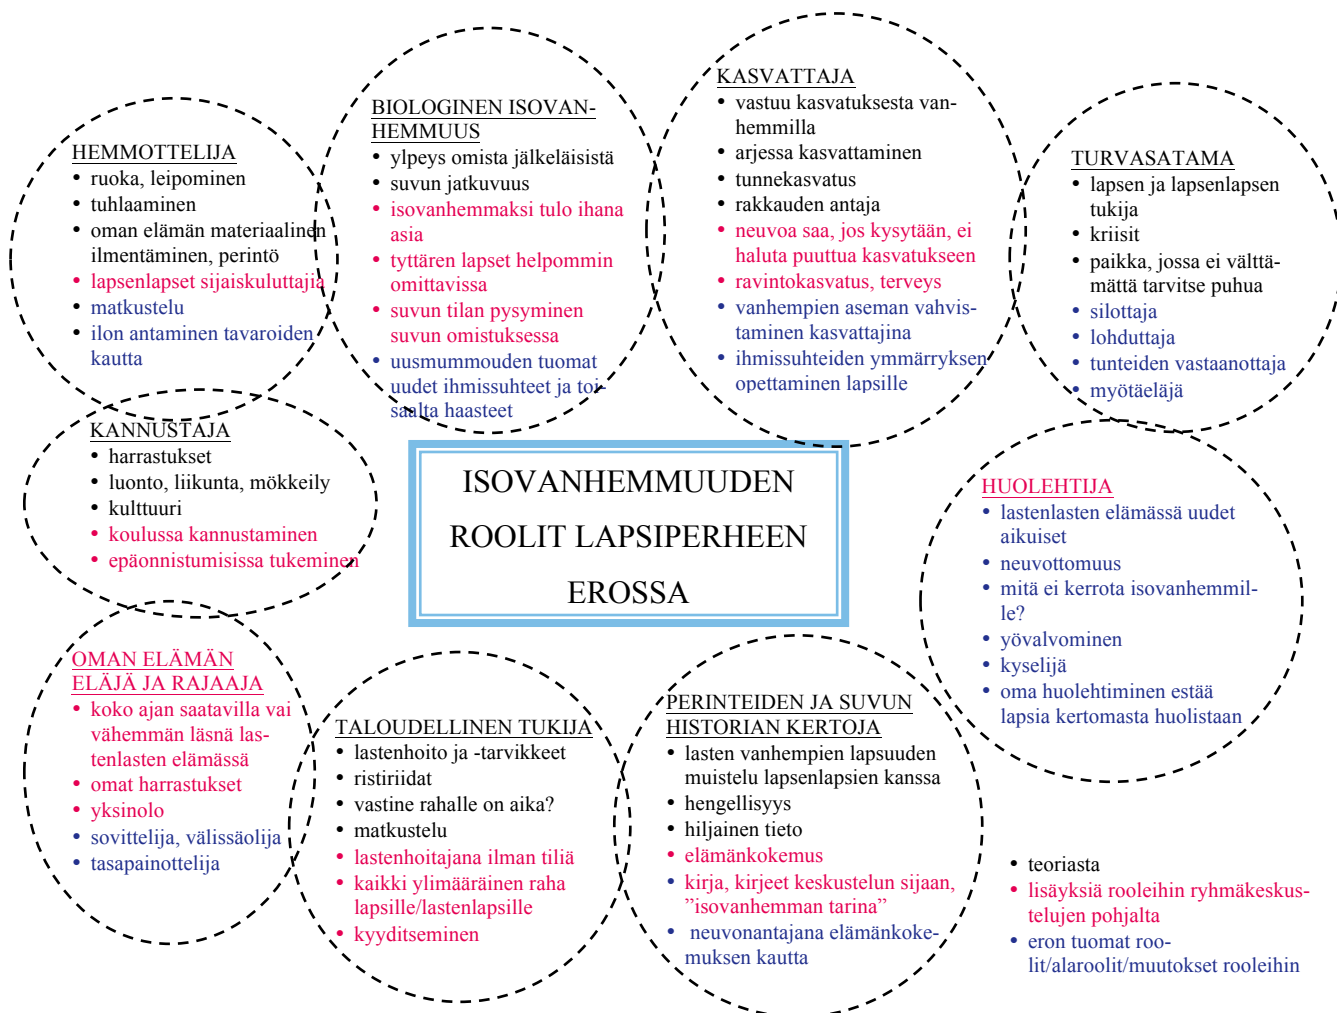 HEMMOTTELIJA
• ruoka, leipominen
• tuhlaaminen
• oman elämän materiaalinen
ilmentäminen, perintö
• lapsenlapset sijaiskuluttajia
• matkustelu
• ilon antaminen tavaroiden
kautta
BIOLOGINEN ISOVAN-
HEMMUUS
• ylpeys omista jälkeläisistä
• suvun jatkuvuus
• isovanhemmaksi tulo ihana
asia
• tyttären lapset helpommin
omittavissa
• suvun tilan pysyminen
suvun omistuksessa
• uusmummouden tuomat
uudet ihmissuhteet ja toi-
saalta haasteet
KASVATTAJA
• vastuu kasvatuksesta van-
hemmilla
• arjessa kasvattaminen
• tunnekasvatus
• rakkauden antaja
• neuvoa saa, jos kysytään, ei
haluta puuttua kasvatukseen
• ravintokasvatus, terveys
• vanhempien aseman vahvis-
taminen kasvattajina
• ihmissuhteiden ymmärryksen
opettaminen lapsille
TURVASATAMA
• lapsen ja lapsenlapsen
tukija
• kriisit
• paikka, jossa ei välttä-
mättä tarvitse puhua
• silottaja
• lohduttaja
• tunteiden vastaanottaja
• myötäeläjä
KANNUSTAJA
• harrastukset
• luonto, liikunta, mökkeily
• kulttuuri
• koulussa kannustaminen
• epäonnistumisissa tukeminen
ISOVANHEMMUUDEN
ROOLIT LAPSIPERHEEN
EROSSA
HUOLEHTIJA
• lastenlasten elämässä uudet
aikuiset
• neuvottomuus
• mitä ei kerrota isovanhemmil-
le?
• yövalvominen
• kyselijä
• oma huolehtiminen estää
lapsia kertomasta huolistaan
OMAN ELÄMÄN
ELÄJÄ JA RAJAAJA
• koko ajan saatavilla vai
vähemmän läsnä las-
tenlasten elämässä
• omat harrastukset
• yksinolo
• sovittelija, välissäolija
• tasapainottelija
TALOUDELLINEN TUKIJA
• lastenhoito ja -tarvikkeet
• ristiriidat
• vastine rahalle on aika?
• matkustelu
• lastenhoitajana ilman tiliä
• kaikki ylimääräinen raha
lapsille/lastenlapsille
• kyyditseminen
PERINTEIDEN JA SUVUN
HISTORIAN KERTOJA
• lasten vanhempien lapsuuden
muistelu lapsenlapsien kanssa
• hengellisyys
• hiljainen tieto
• elämänkokemus
• kirja, kirjeet keskustelun sijaan,
”isovanhemman tarina”
• neuvonantajana elämänkoke-
muksen kautta
• teoriasta
• lisäyksiä rooleihin ryhmäkeskus-
telujen pohjalta
• eron tuomat roo-
lit/alaroolit/muutokset rooleihin